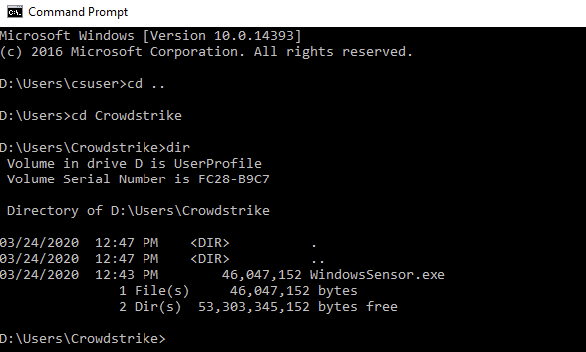 Command Prompt
Microsoft Windows [Version 10.0.14393]
(c) 2016 Microsoft Corporation. All rights reserved.
D:\Users\csuser>cd ..
D:\Users>cd Crowdstrike
D:\Users\Crowdstrike>dir
Volume in drive D is UserProfile
Volume Serial Number is FC28-B9C7
Directory of D:\Users\Crowdstrike
03/24/2020  12:47 PM    <DIR>          .
03/24/2020  12:47 PM    <DIR>          ..
03/24/2020  12:43 PM        46,047,152 WindowsSensor.exe
1 File(s)     46,047,152 bytes
2 Dir(s)  53,303,345,152 bytes free
D:\Users\Crowdstrike>